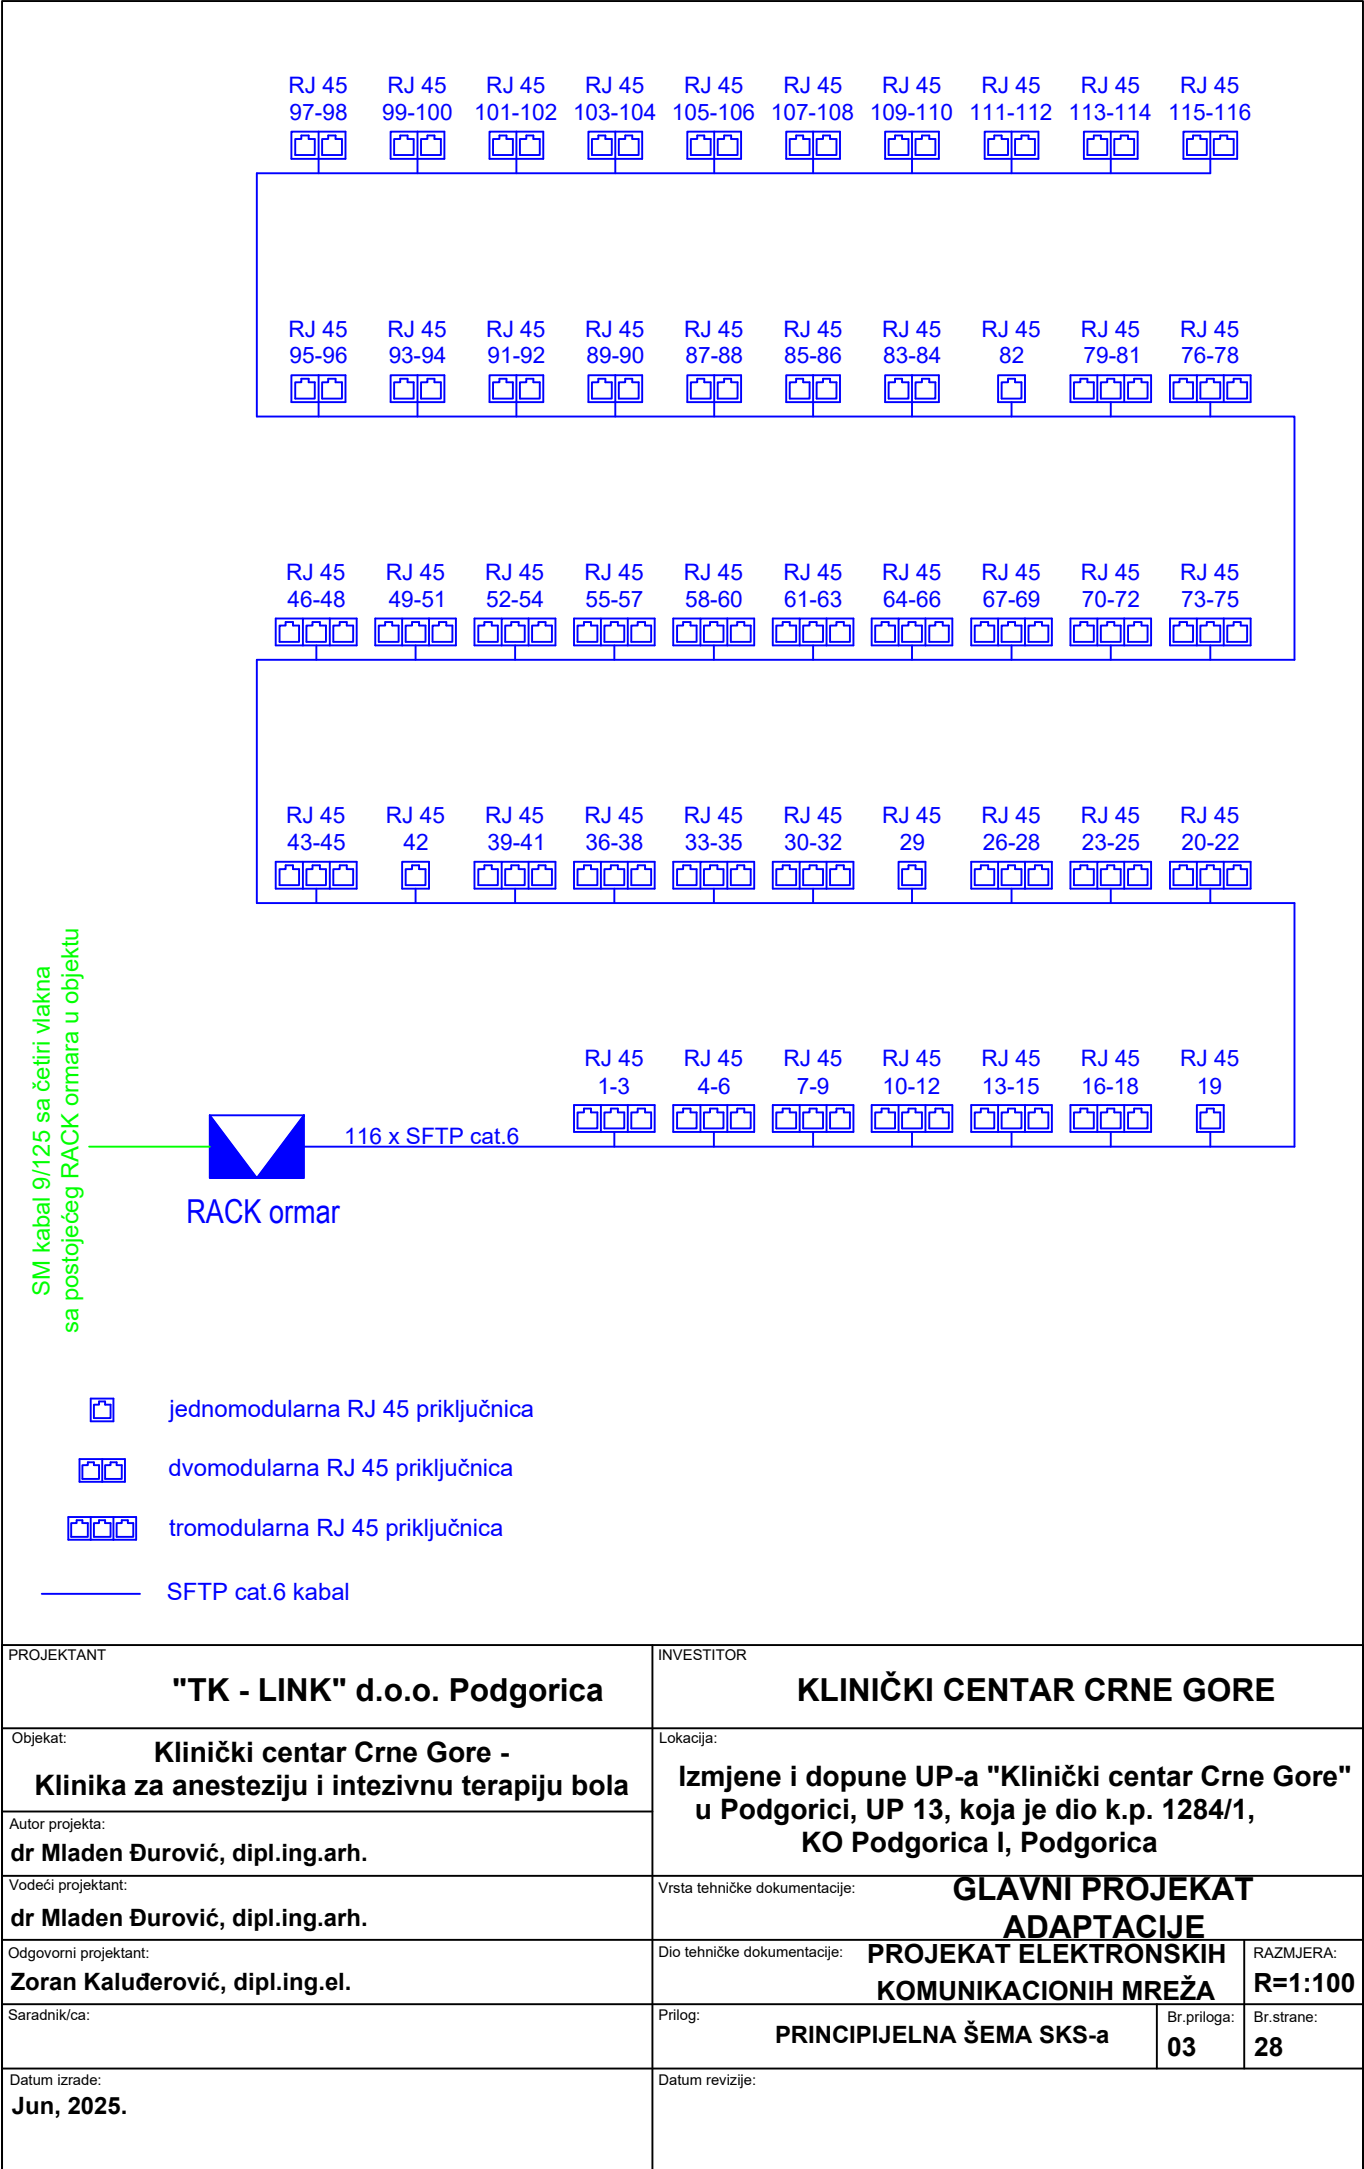 RJ 45 RJ 45 RJ 45 RJ 45 RJ 45 RJ 45 RJ 45 RJ 45 RJ 45 RJ 45
97-98 99-100 101-102 103-104 105-106 107-108 109-110 111-112 113-114 115-116
RJ 45 RJ 45 RJ 45 RJ 45 RJ 45 RJ 45 RJ 45 RJ 45 RJ 45 RJ 45
95-96 93-94 91-92 89-90 87-88 85-86 83-84 82 79-81 76-78
RJ 45 RJ 45 RJ 45 RJ 45 RJ 45 RJ 45 RJ 45 RJ 45 RJ 45 RJ 45
46-48 49-51 52-54 55-57 58-60 61-63 64-66 67-69 70-72 73-75
RJ 45 RJ 45 RJ 45 RJ 45 RJ 45 RJ 45 RJ 45 RJ 45 RJ 45 RJ 45
43-45 42 39-41 36-38 33-35 30-32 29 26-28 23-25 20-22
RJ 45 RJ 45 RJ 45 RJ 45 RJ 45 RJ 45 RJ 45
1-3 4-6 7-9 10-12 13-15 16-18 19
SM kabal 9/125 sa četiri vlakna
sa postojećeg RACK ormara u objektu
116 x SFTP cat.6
RACK ormar
jednomodularna RJ 45 priključnica
dvomodularna RJ 45 priključnica
tromodularna RJ 45 priključnica
SFTP cat.6 kabal
PROJEKTANT
"TK - LINK" d.o.o. Podgorica
INVESTITOR
KLINIČKI CENTAR CRNE GORE
Objekat:
Klinički centar Crne Gore -
Klinika za anesteziju i intezivnu terapiju bola
Lokacija:
Izmjene i dopune UP-a "Klinički centar Crne Gore"
u Podgorici, UP 13, koja je dio k.p. 1284/1,
KO Podgorica I, Podgorica
Autor projekta:
dr Mladen Đurović, dipl.ing.arh.
Vodeći projektant:
dr Mladen Đurović, dipl.ing.arh.
Vrsta tehničke dokumentacije:
GLAVNI PROJEKAT
ADAPTACIJE
Odgovorni projektant:
Zoran Kaluđerović, dipl.ing.el.
Dio tehničke dokumentacije:
PROJEKAT ELEKTRONSKIH
KOMUNIKACIONIH MREŽA
RAZMJERA:
R=1:100
Saradnik/ca:
Prilog:
PRINCIPIJELNA ŠEMA SKS-a
Br.priloga:
03
Br.strane:
28
Datum izrade:
Jun, 2025.
Datum revizije: